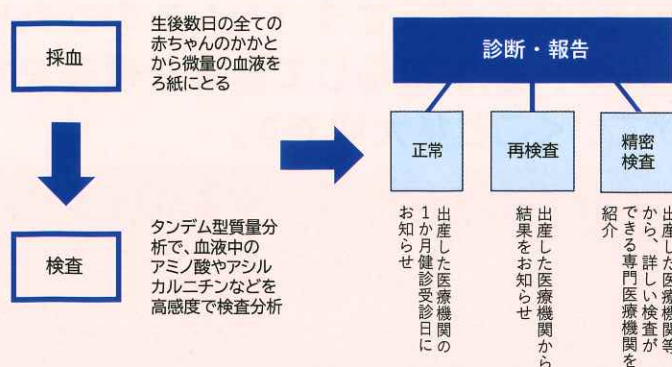 採血
生後数日の全ての
赤ちゃんのかかと
から微量の血液を
ろ紙にとる
検査
タンデム型質量分
析で、血液中の
アミノ酸やアシル
カルニチンなどを
高感度で検査分析
診断・報告
正常
出産した医療機関の
1か月健診受診日に
お知らせ
再検査
出産した医療機関から
結果をお知らせ
精密
検査
出産した医療機関等
から、詳しい検査が
できる専門医療機関を
紹介